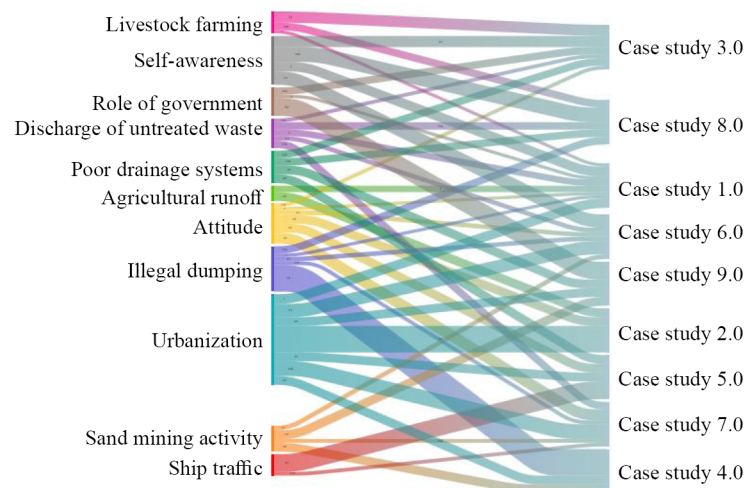 Livestock farming
Self-awareness
Role of government
Discharge of untreated waste
Poor drainage systems
Agricultural runoff
Attitude
Illegal dumping
Urbanization
Sand mining activity
Ship traffic
Case study 3.0
Case study 8.0
Case study 1.0
Case study 6.0
Case study 9.0
Case study 2.0
Case study 5.0
Case study 7.0
Case study 4.0